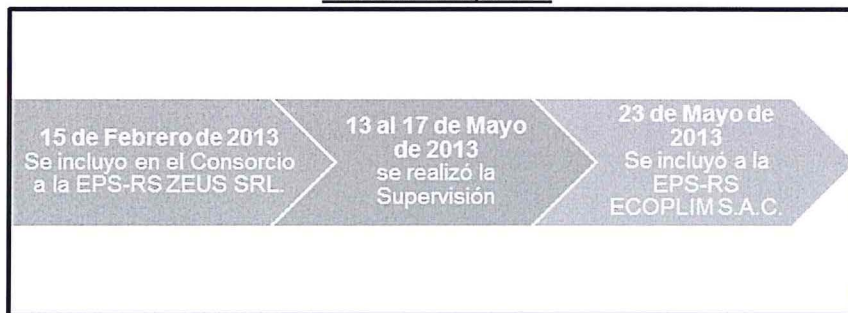 15 de Febrero de 2013
Se incluyo en el Consorcio
a la EPS-RS ZEUS SRL.
13 al 17 de Mayo
de 2013
se realizó la
Supervisión
23 de Mayo de
2013
Se incluyó a la
EPS-RS
ECOPLIM S.A.C.